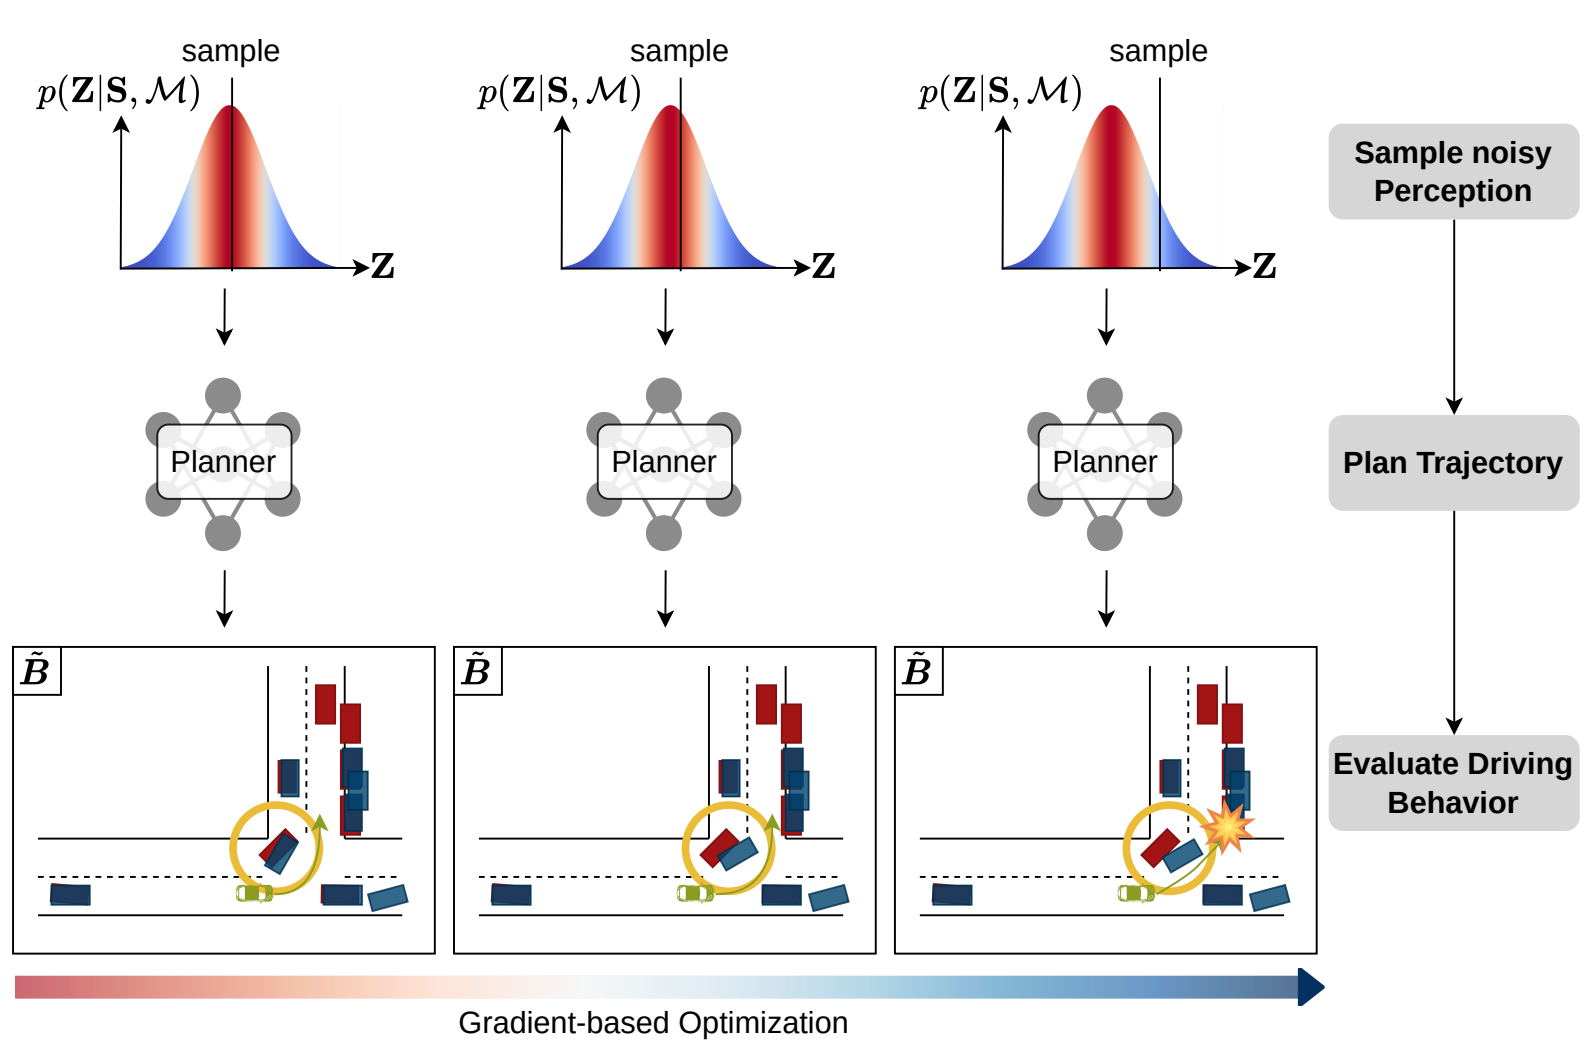 sample
sample
sample
p(Z|S, ℳ)
p(Z|S, ℳ)
p(Z|S, ℳ)
Z
Z
Z
Sample noisy
Perception
Planner
Planner
Planner
Plan Trajectory
B̃
B̃
B̃
Evaluate Driving
Behavior
Gradient-based Optimization